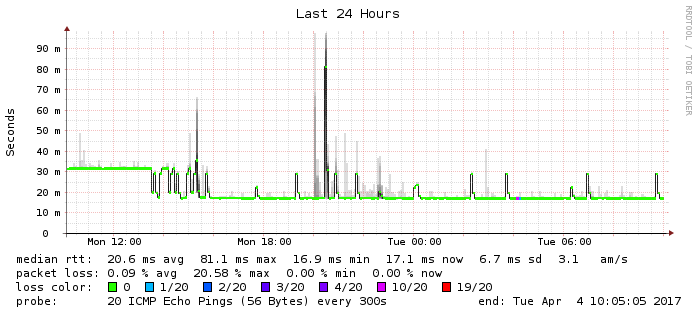 Last 24 Hours
RRDTOOL / TOBI OETIKER
Seconds
90 m
80 m
70 m
60 m
50 m
40 m
30 m
20 m
10 m
0
Mon 12:00 Mon 18:00 Tue 00:00 Tue 06:00
median rtt: 20.6 ms avg 81.1 ms max 16.9 ms min 17.1 ms now 6.7 ms sd 3.1 am/s
packet loss: 0.09 % avg 20.58 % max 0.00 % min 0.00 % now
loss color: 0 1/20 2/20 3/20 4/20 10/20 19/20
probe: 20 ICMP Echo Pings (56 Bytes) every 300s end: Tue Apr 4 10:05:05 2017